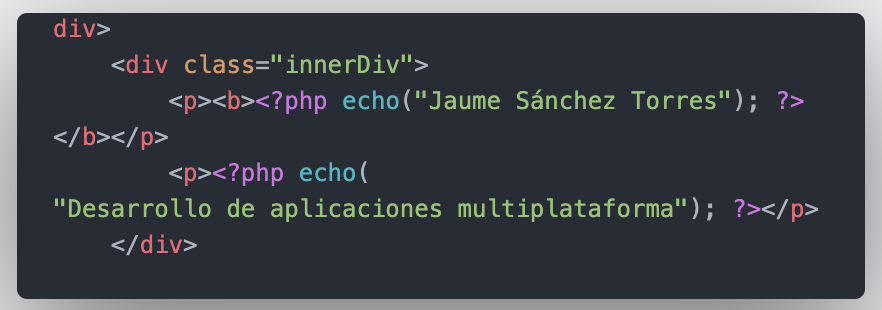 div>
    <div class="innerDiv">
        <p><b><?php echo("Jaume Sánchez Torres"); ?>
</b></p>
        <p><?php echo(
"Desarrollo de aplicaciones multiplataforma"); ?></p>
    </div>